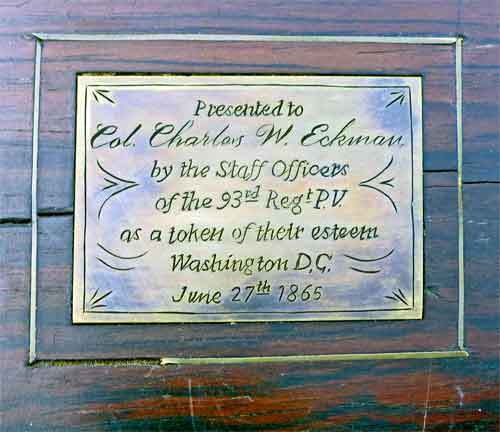 Presented to
Col. Charles W. Eckman
by the Staff Officers
of the 93rd Regt P.V.
as a token of their esteem
Washington D,C.
June 27th 1865